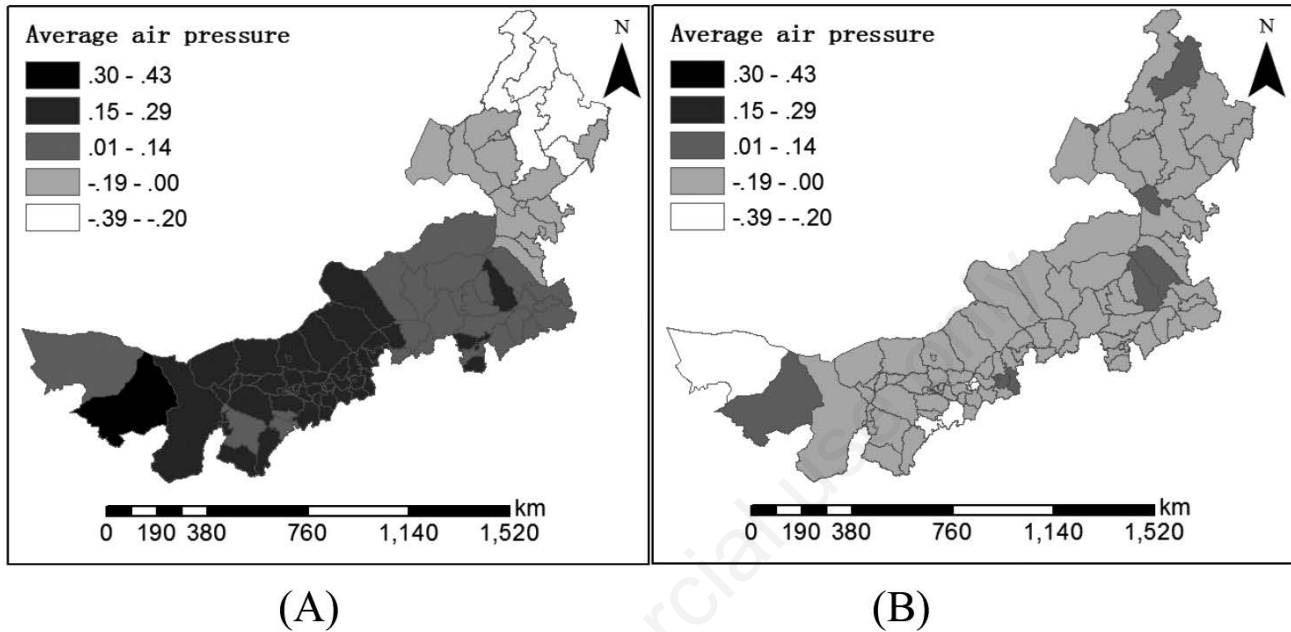 Average air pressure
.30 - .43
.15 - .29
.01 - .14
-.19 - .00
-.39 - -.20
N
km
0 190 380 760 1,140 1,520
Average air pressure
.30 - .43
.15 - .29
.01 - .14
-.19 - .00
-.39 - -.20
N
km
0 190 380 760 1,140 1,520
(A)
(B)